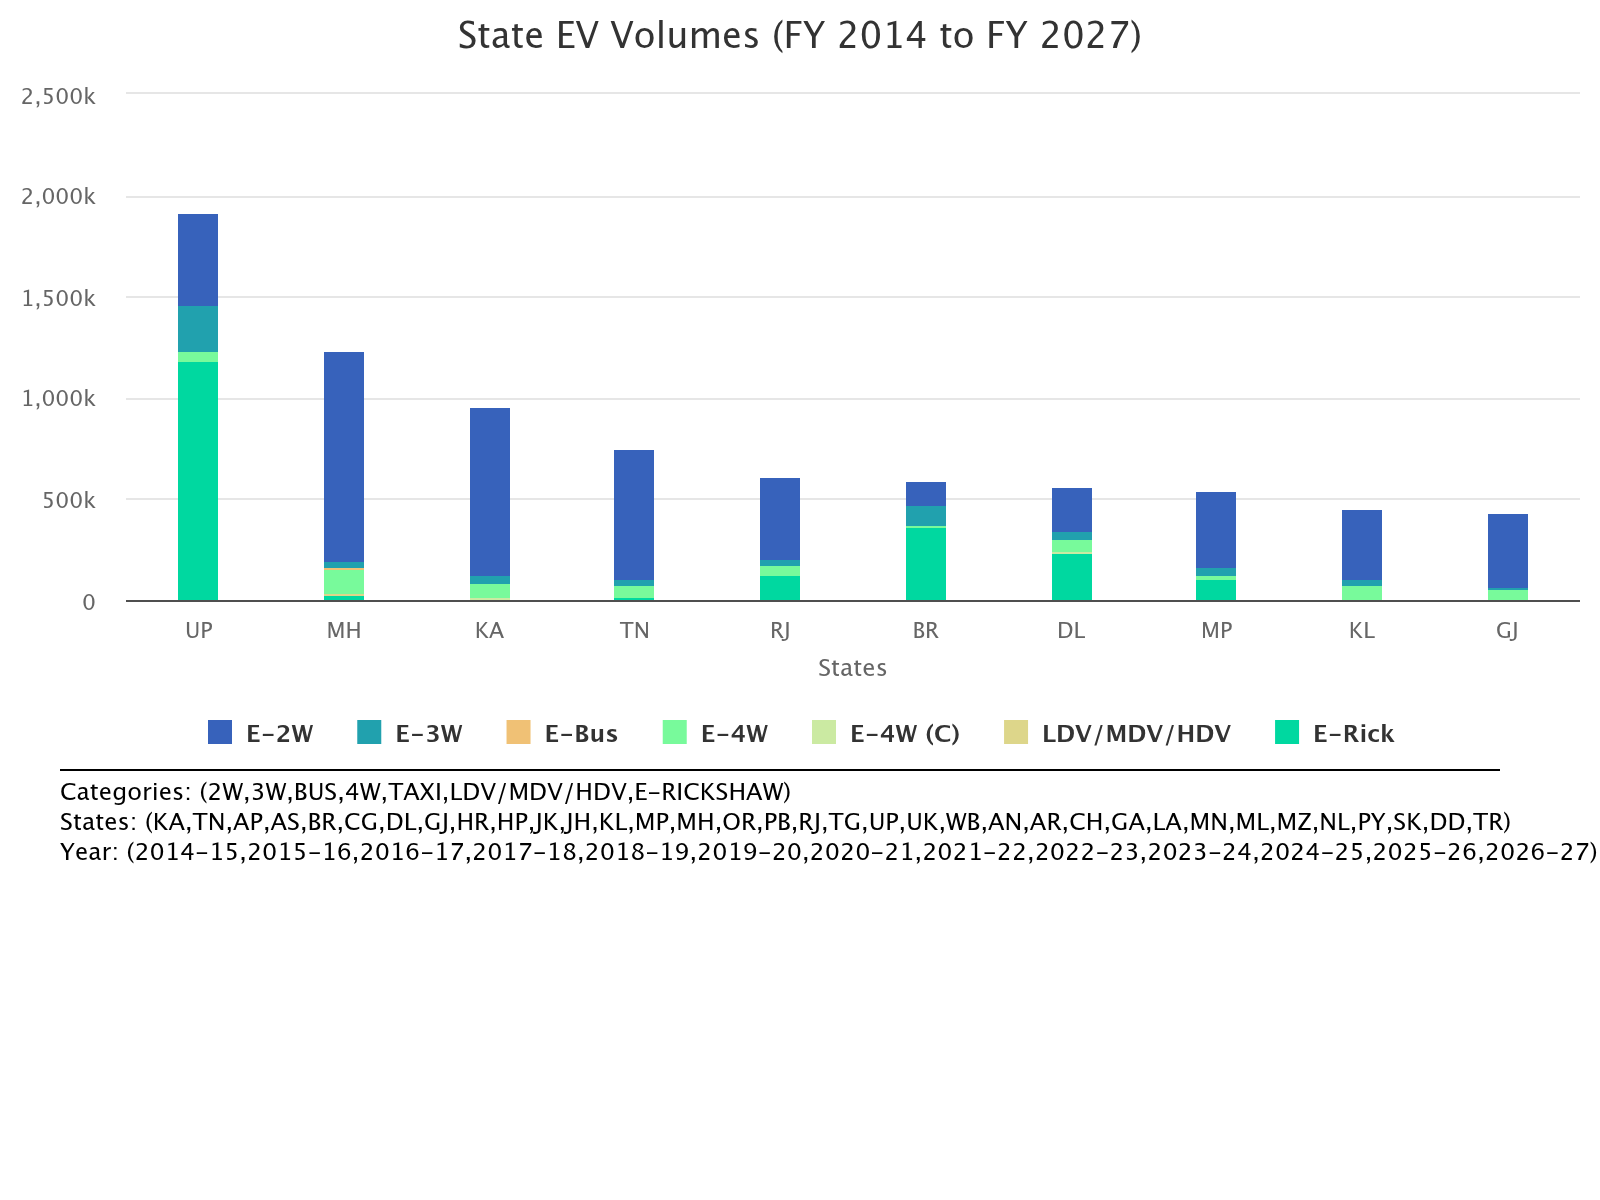 State EV Volumes (FY 2014 to FY 2027)
2,500k
2,000k
1,500k
1,000k
500k
0
UP MH KA TN RJ BR DL MP KL GJ
States
E-2W E-3W E-Bus E-4W E-4W (C) LDV/MDV/HDV E-Rick
Categories: (2W,3W,BUS,4W,TAXI,LDV/MDV/HDV,E-RICKSHAW)
States: (KA,TN,AP,AS,BR,CG,DL,GJ,HR,HP,JK,JH,KL,MP,MH,OR,PB,RJ,TG,UP,UK,WB,AN,AR,CH,GA,LA,MN,ML,MZ,NL,PY,SK,DD,TR)
Year: (2014-15,2015-16,2016-17,2017-18,2018-19,2019-20,2020-21,2021-22,2022-23,2023-24,2024-25,2025-26,2026-27)